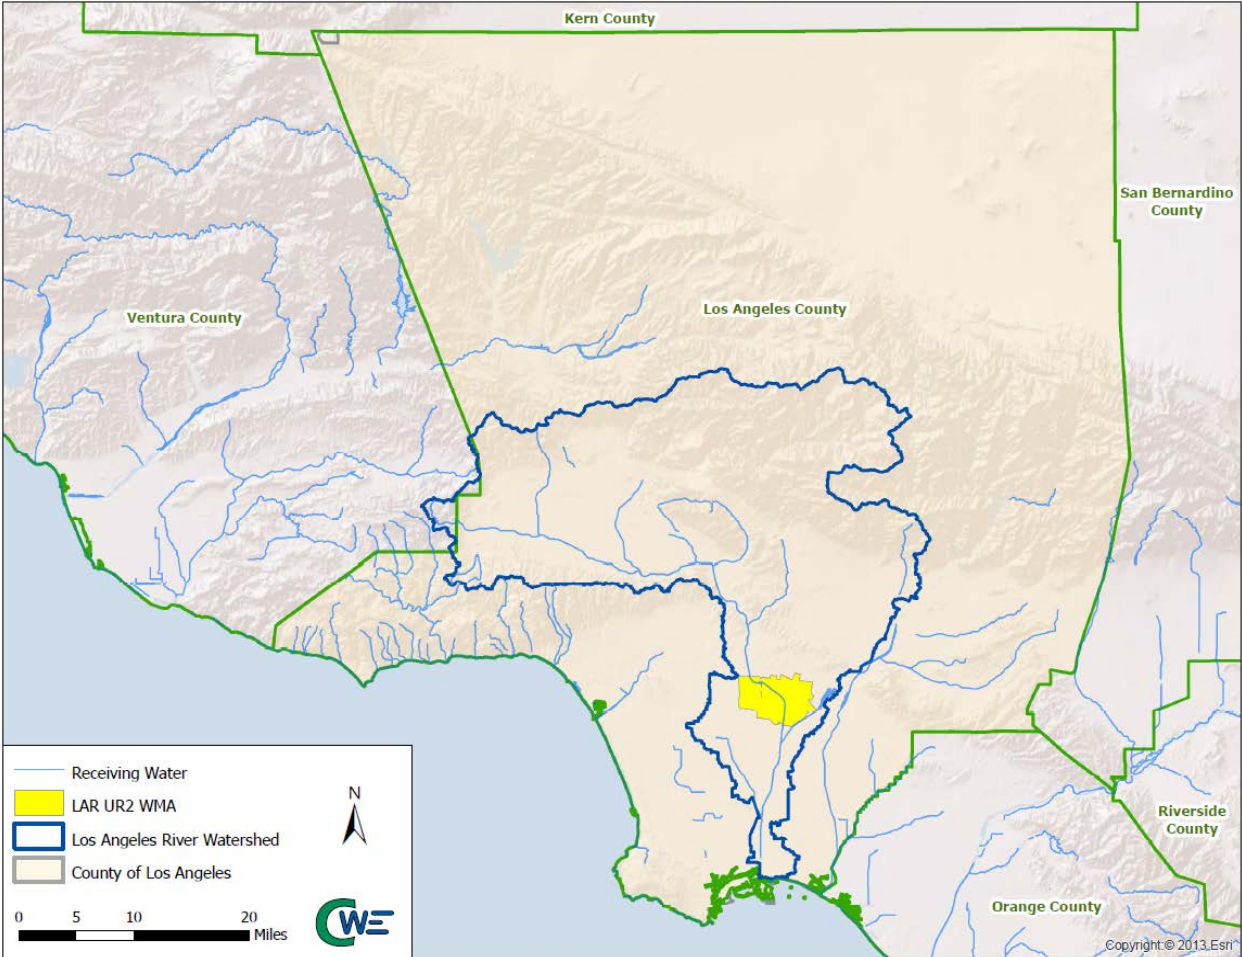 Kern County
San Bernardino
County
Los Angeles County
Ventura County
Riverside
County
Orange County
Receiving Water
LAR UR2 WMA
Los Angeles River Watershed
County of Los Angeles
N
0 5 10 20
Miles
CWE
Copyright:© 2013 Esri